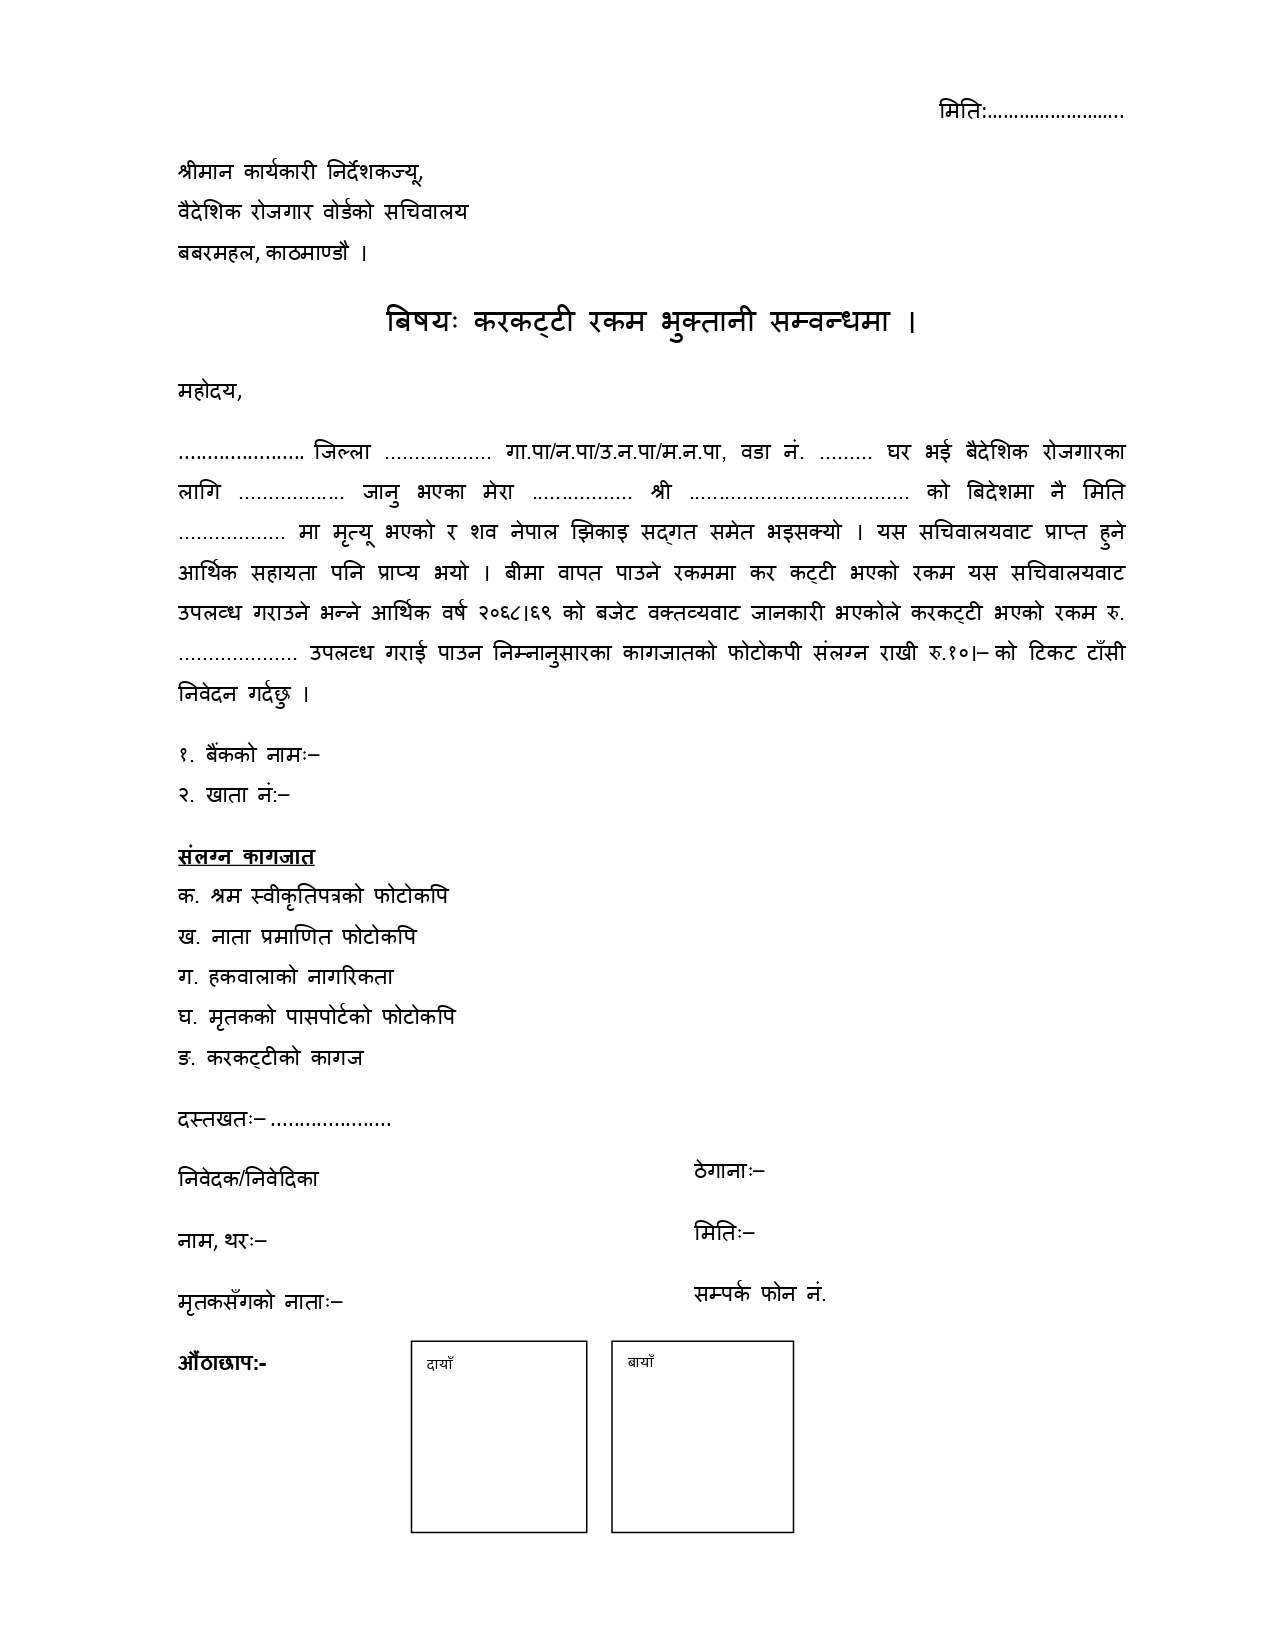 मिति:……………………..
श्रीमान कार्यकारी निर्देशकज्यू,
वैदेशिक रोजगार वोर्डको सचिवालय
बबरमहल, काठमाण्डौ ।
बिषयः करकट्टी रकम भुक्तानी सम्वन्धमा ।
महोदय,
…………………. जिल्ला .................. गा.पा/न.पा/उ.न.पा/म.न.पा, वडा नं. ......... घर भई बैदेशिक रोजगारका
लागि .................. जानु भएका मेरा ................. श्री ..................................... को बिदेशमा नै मिति
.................. मा मृत्यू भएको र शव नेपाल झिकाइ सद्गत समेत भइसक्यो । यस सचिवालयवाट प्राप्त हुने
आर्थिक सहायता पनि प्राप्य भयो । बीमा वापत पाउने रकममा कर कट्टी भएको रकम यस सचिवालयवाट
उपलव्ध गराउने भन्ने आर्थिक वर्ष २०६८।६९ को बजेट वक्तव्यवाट जानकारी भएकोले करकट्टी भएको रकम रु.
.................... उपलव्ध गराई पाउन निम्नानुसारका कागजातको फोटोकपी संलग्न राखी रु.१०।– को टिकट टाँसी
निवेदन गर्दछु ।
१. बैंकको नामः–
२. खाता नं:–
संलग्न कागजात
क. श्रम स्वीकृतिपत्रको फोटोकपि
ख. नाता प्रमाणित फोटोकपि
ग. हकवालाको नागरिकता
घ. मृतकको पासपोर्टको फोटोकपि
ङ. करकट्टीको कागज
दस्तखतः– …………………
निवेदक/निवेदिका
ठेगानाः–
नाम, थरः–
मितिः–
मृतकसँगको नाताः–
सम्पर्क फोन नं.
औंठाछाप:-
दायाँ
बायाँ